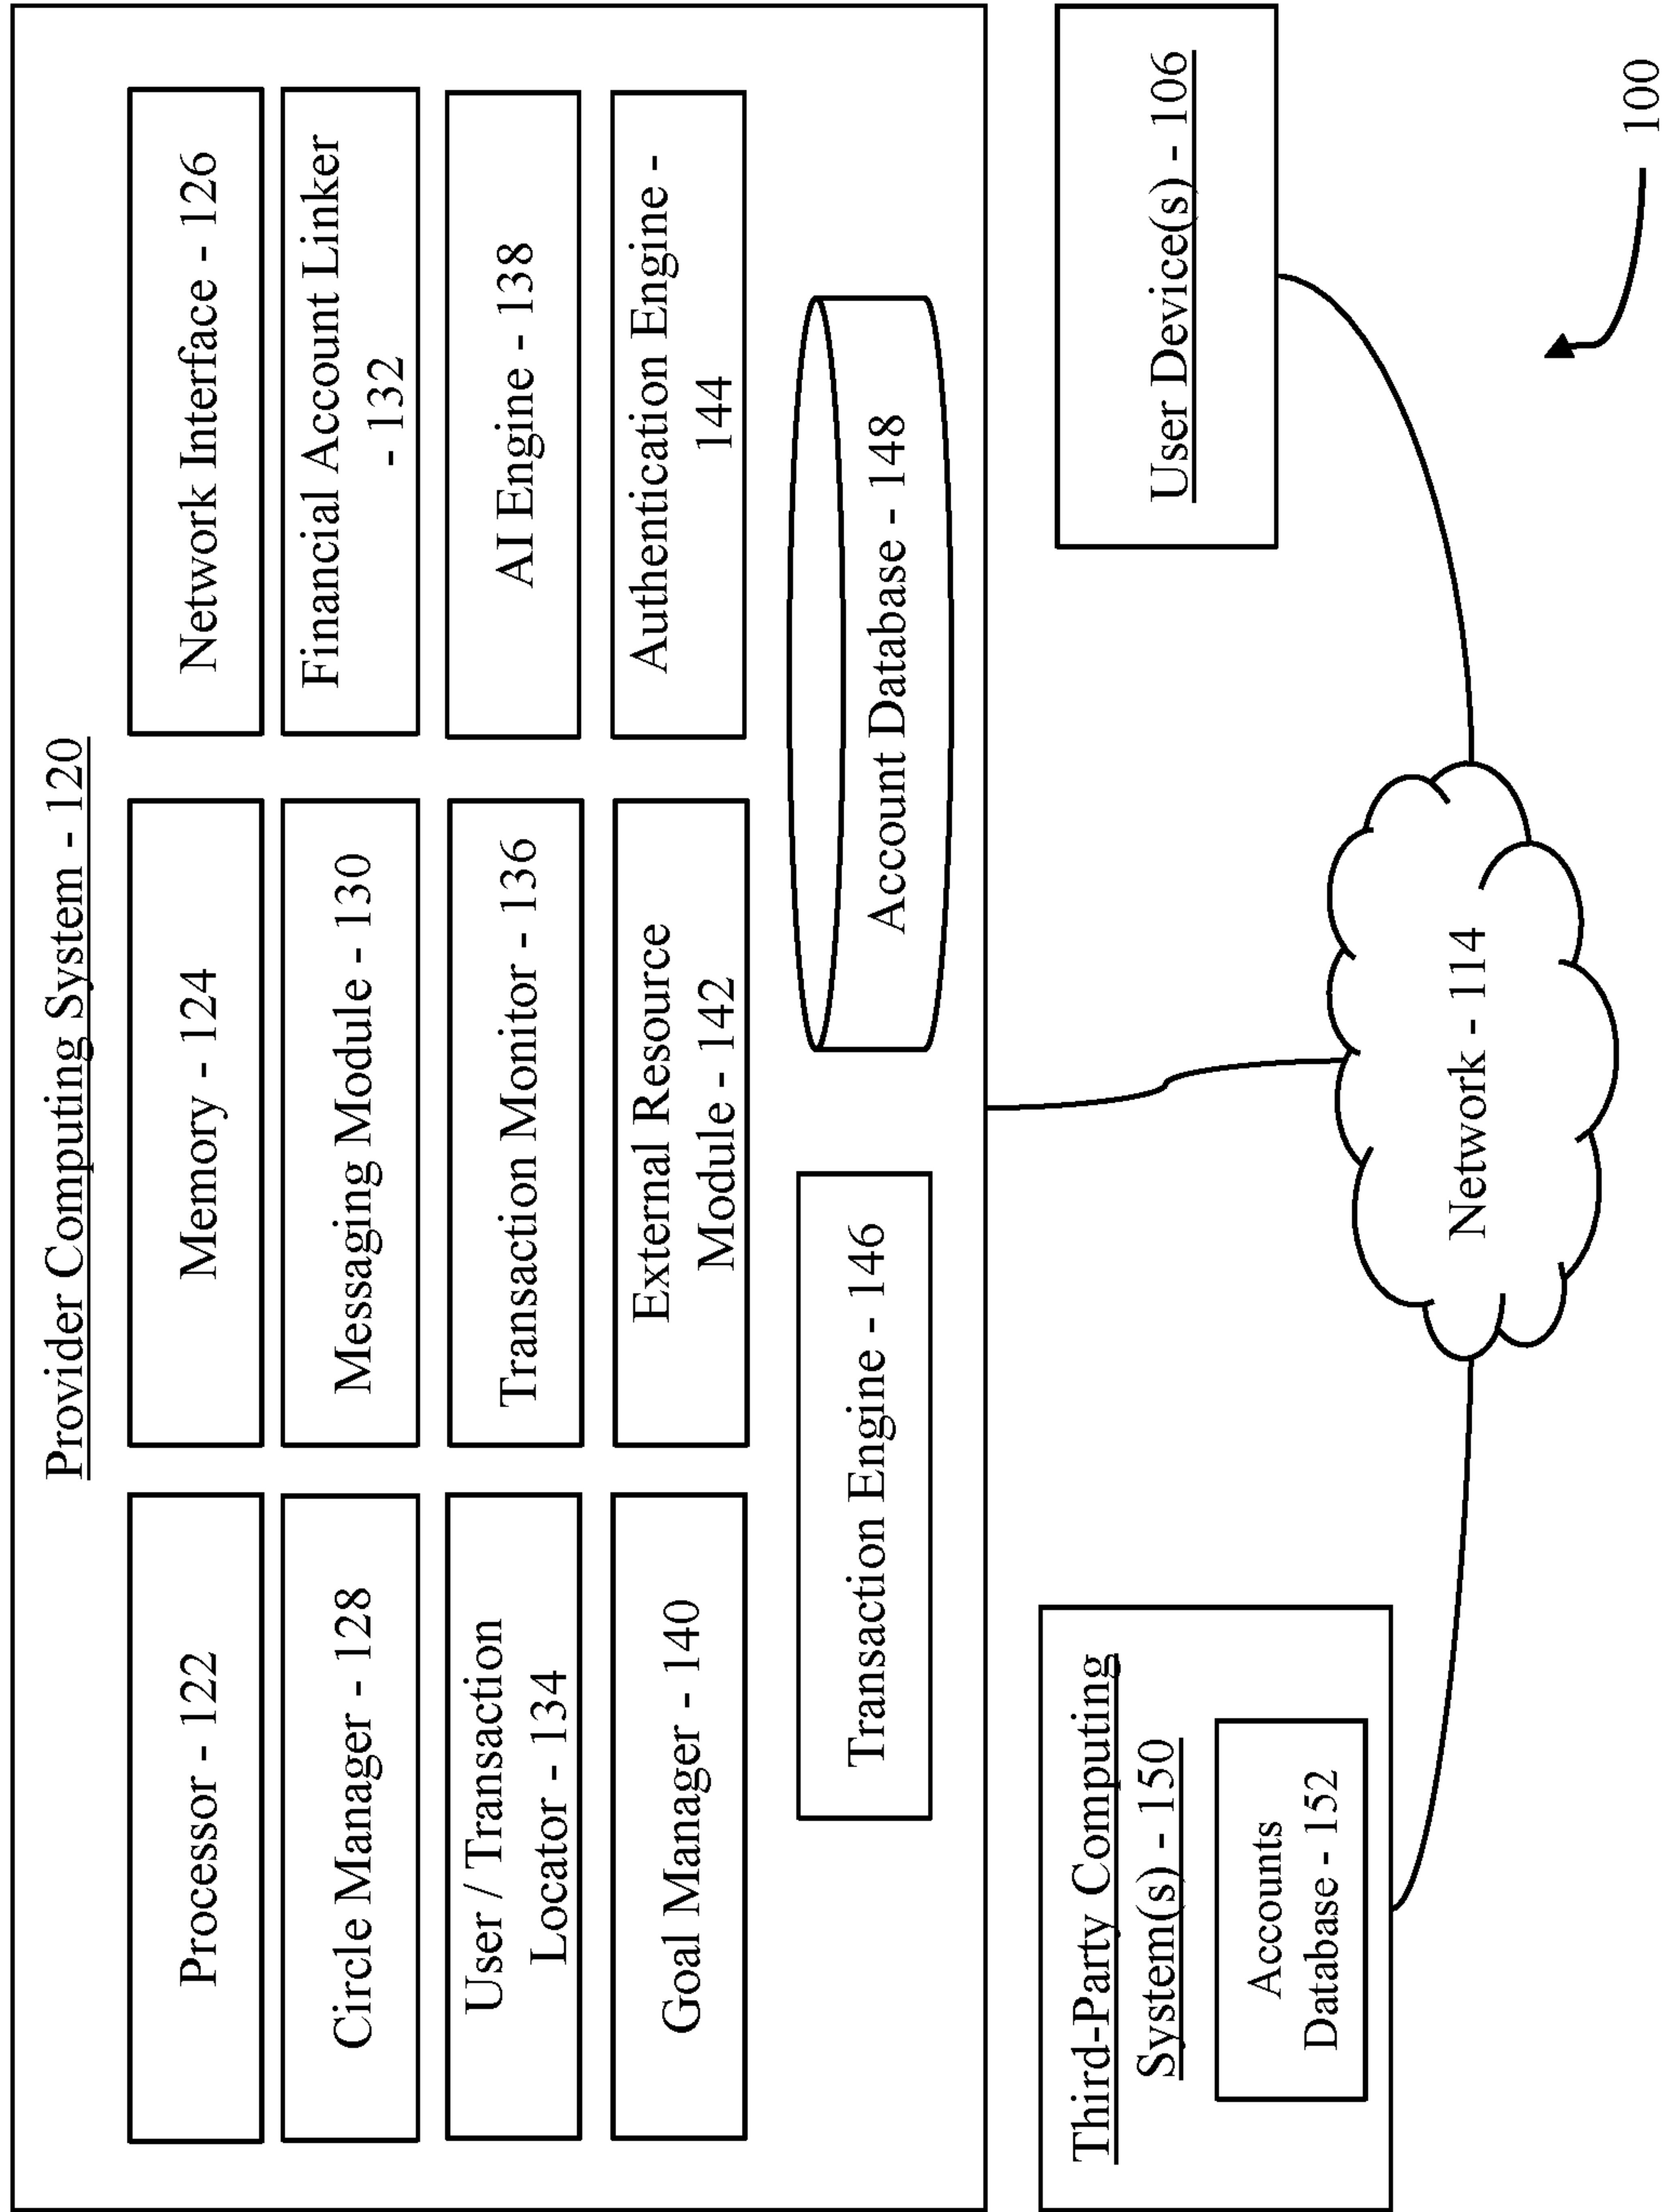 Provider Computing System - 120
Processor - 122
Memory - 124
Network Interface - 126
Circle Manager - 128
Messaging Module - 130
Financial Account Linker
- 132
User / Transaction
Locator - 134
Transaction Monitor - 136
AI Engine - 138
Goal Manager - 140
External Resource
Module - 142
Authentication Engine -
144
Transaction Engine - 146
Account Database - 148
Third-Party Computing
System(s) - 150
Accounts
Database - 152
Network - 114
User Device(s) - 106
100